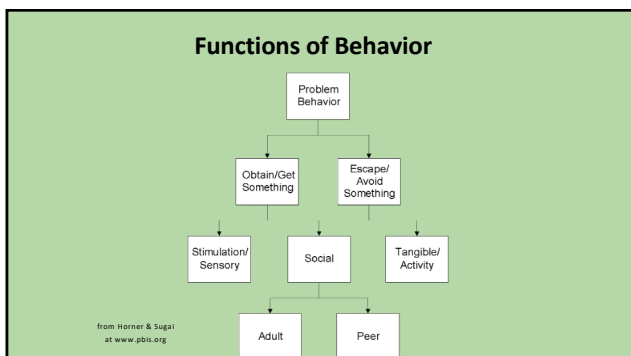 Functions of Behavior
Problem
Behavior
Obtain/Get
Something
Escape/
Avoid
Something
Stimulation/
Sensory
Social
Tangible/
Activity
from Horner & Sugai
at www.pbis.org
Adult
Peer